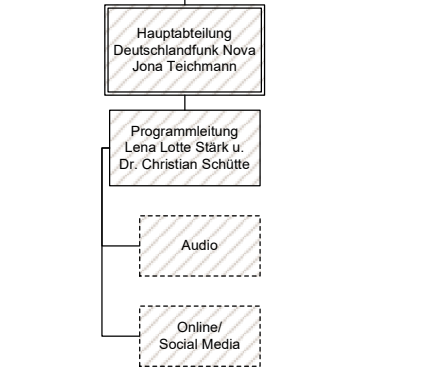 Hauptabteilung
Deutschlandfunk Nova
Jona Teichmann
Programmleitung
Lena Lotte Stärk u.
Dr. Christian Schütte
Audio
Online/
Social Media